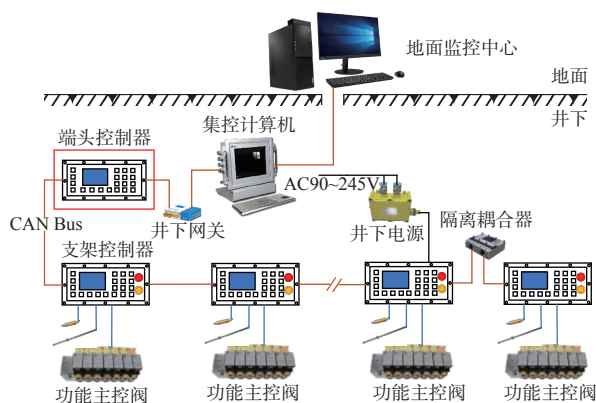 地面监控中心
地面
井下
集控计算机
端头控制器
AC90~245V
CAN Bus
井下网关
井下电源
隔离耦合器
支架控制器
功能主控阀
功能主控阀
功能主控阀
功能主控阀